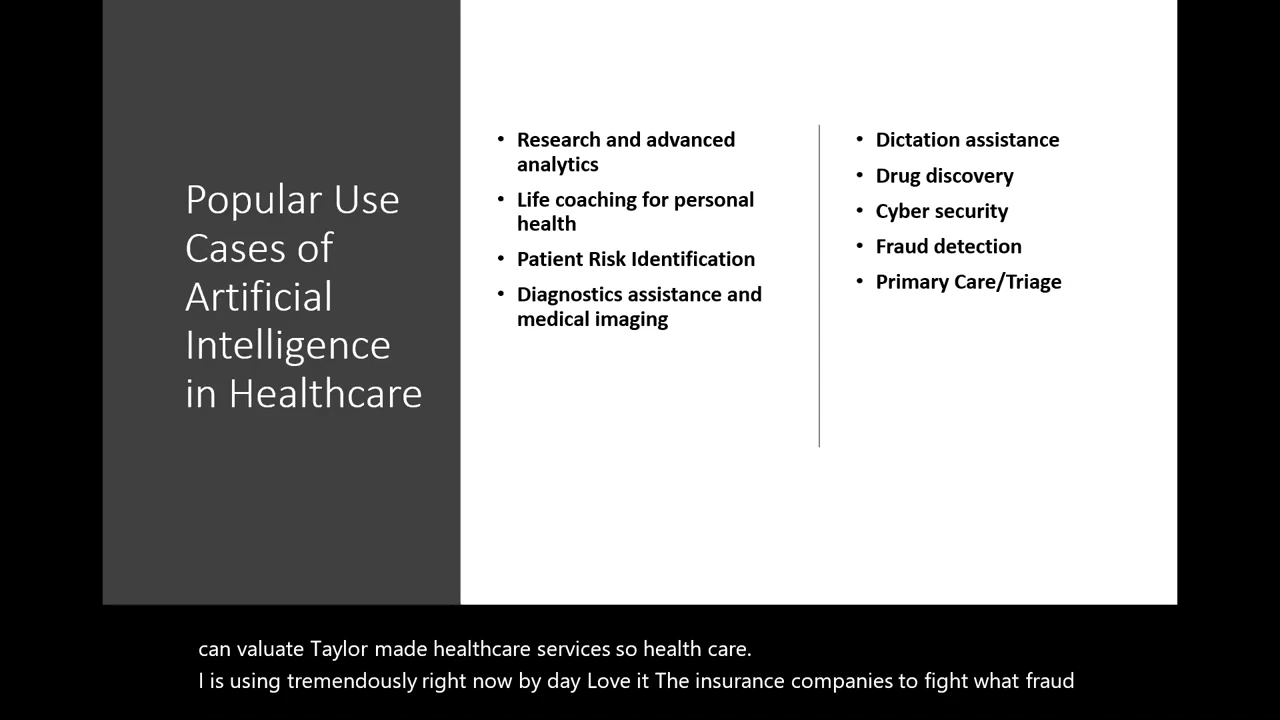 Popular Use
Cases of
Artificial
Intelligence
in Healthcare
• Research and advanced
analytics
• Life coaching for personal
health
• Patient Risk Identification
• Diagnostics assistance and
medical imaging
• Dictation assistance
• Drug discovery
• Cyber security
• Fraud detection
• Primary Care/Triage
can valuate Taylor made healthcare services so health care.
I is using tremendously right now by day Love it The insurance companies to fight what fraud